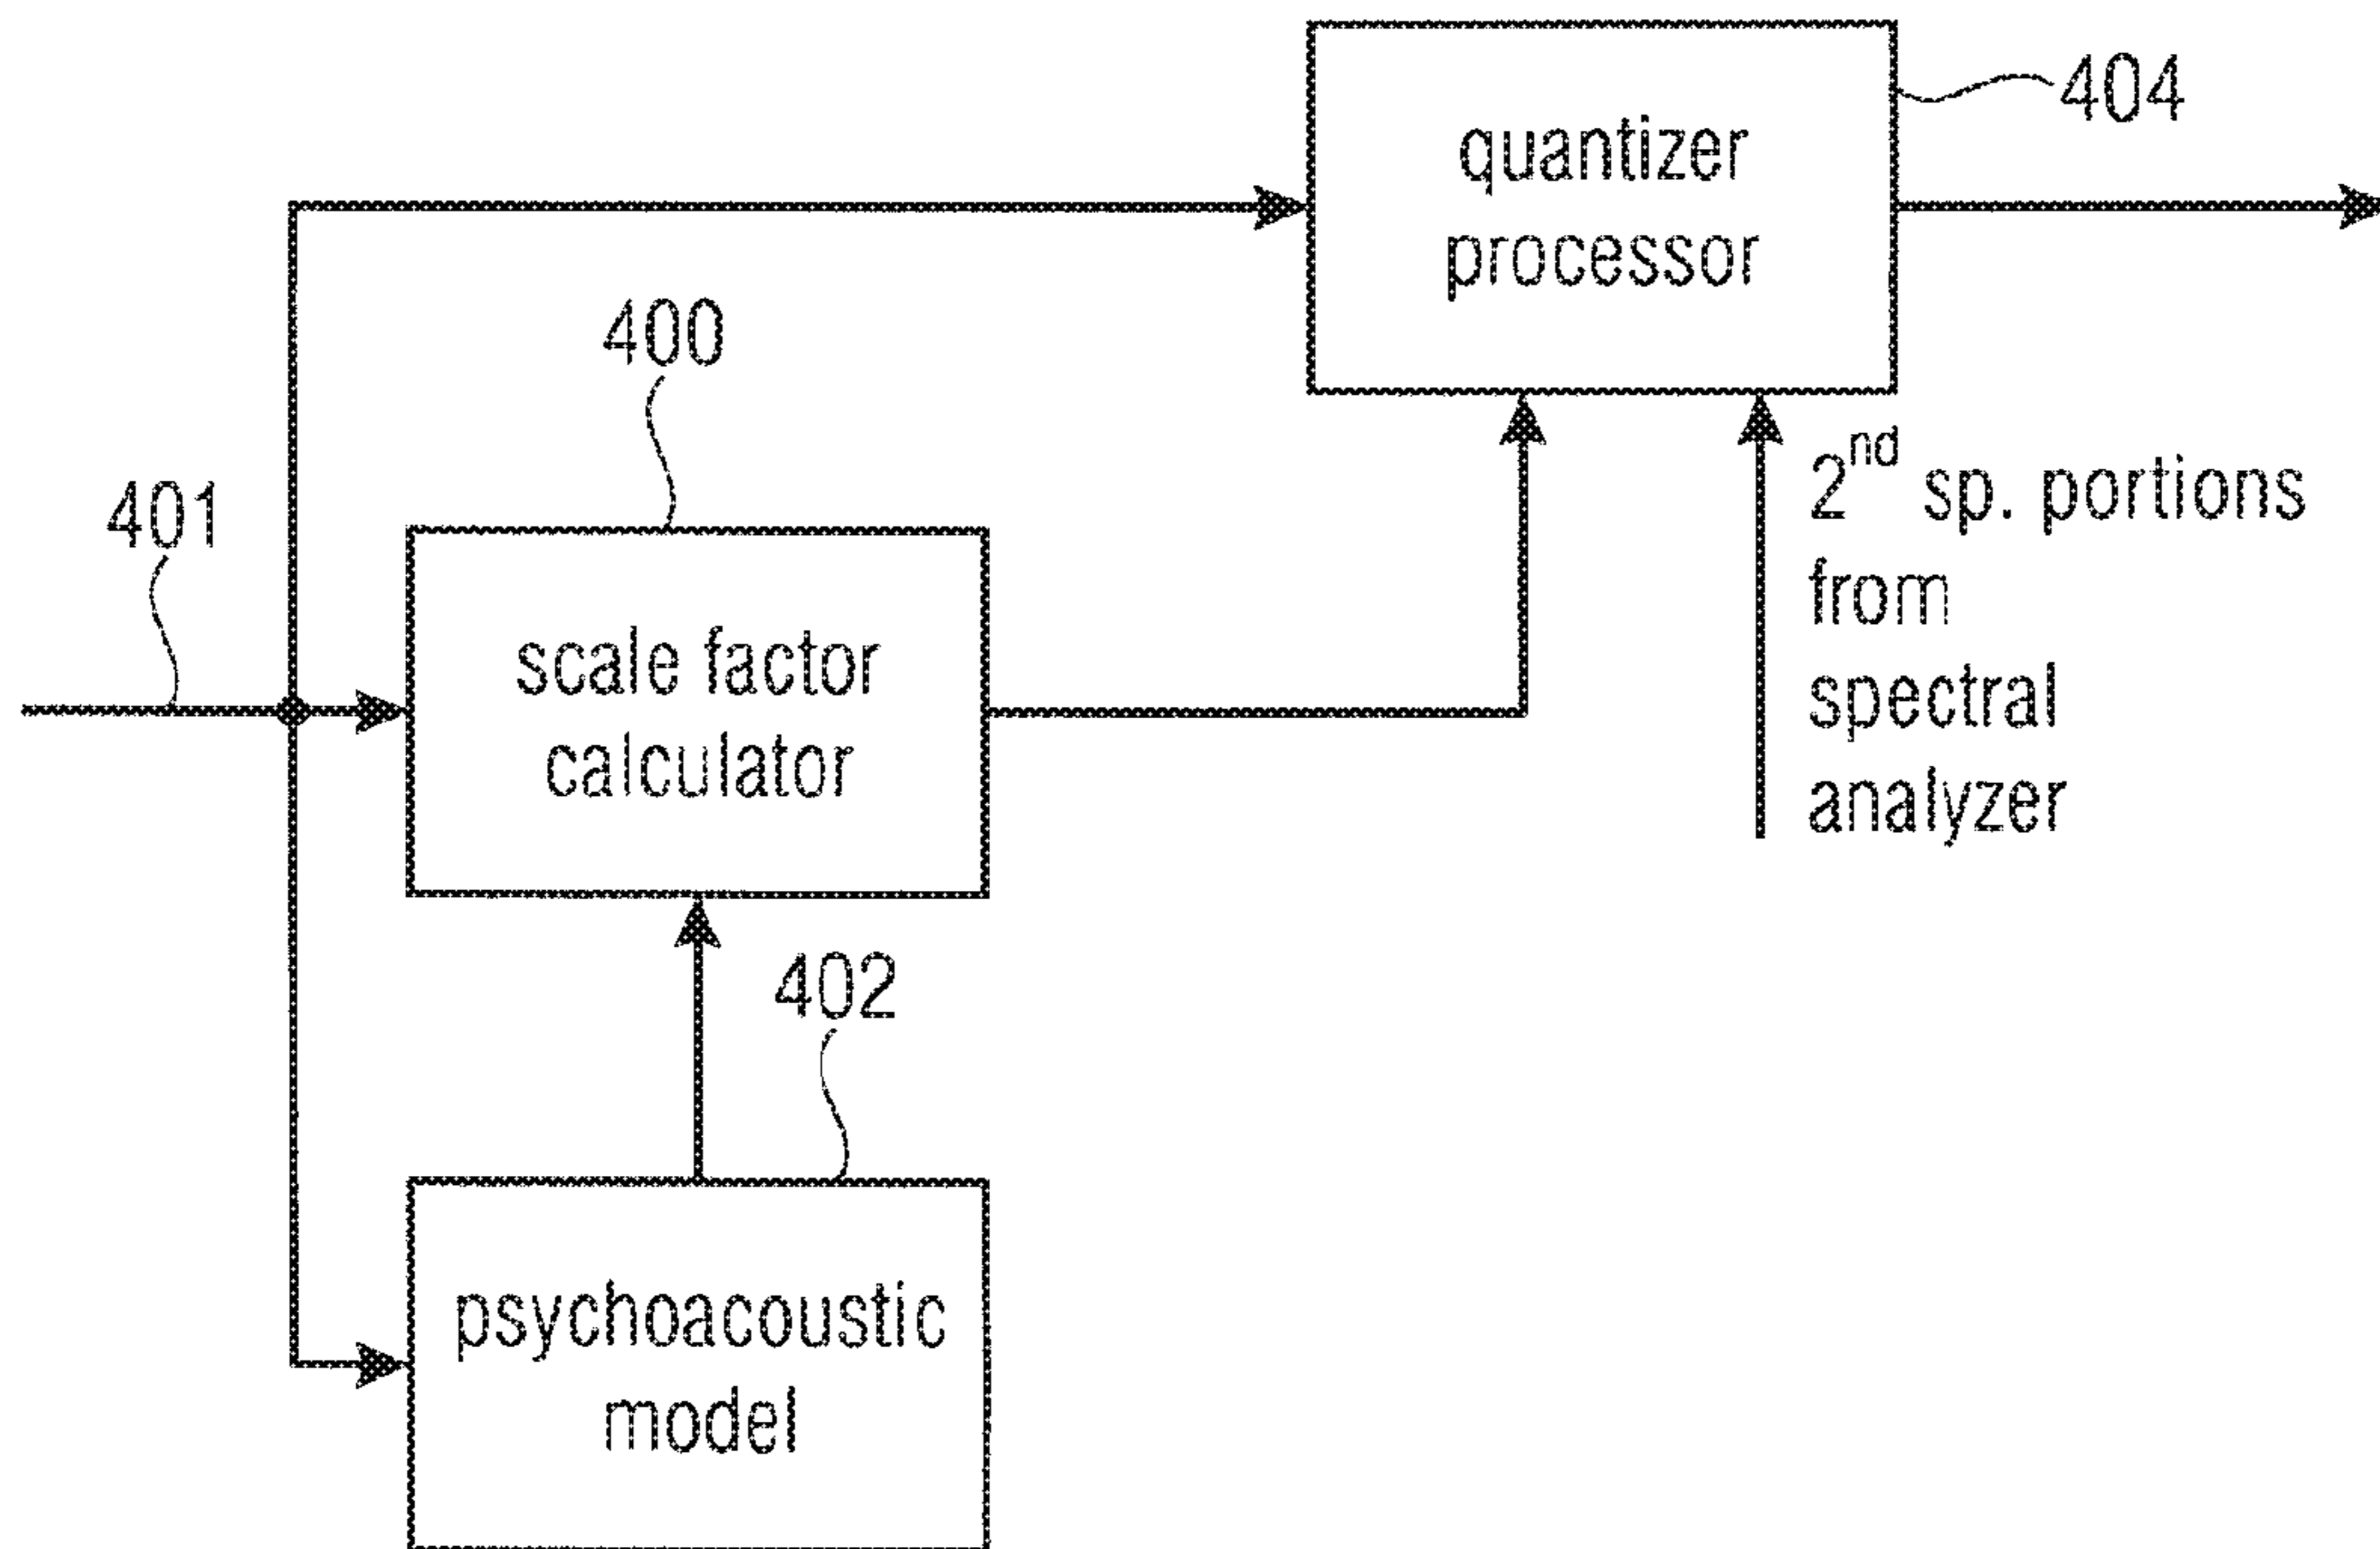 404
quantizer
processor
400
401
2nd sp. portions
from
spectral
analyzer
scale factor
calculator
402
psychoacoustic
model